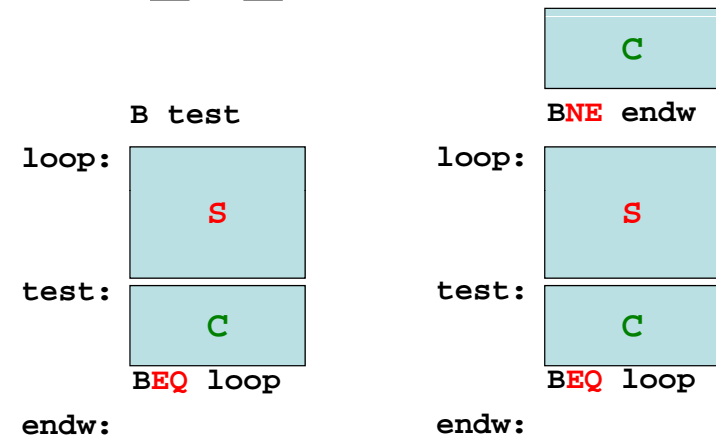 B test
loop:
S
test:
C
BEQ loop
endw:
C
BNE endw
loop:
S
test:
C
BEQ loop
endw: